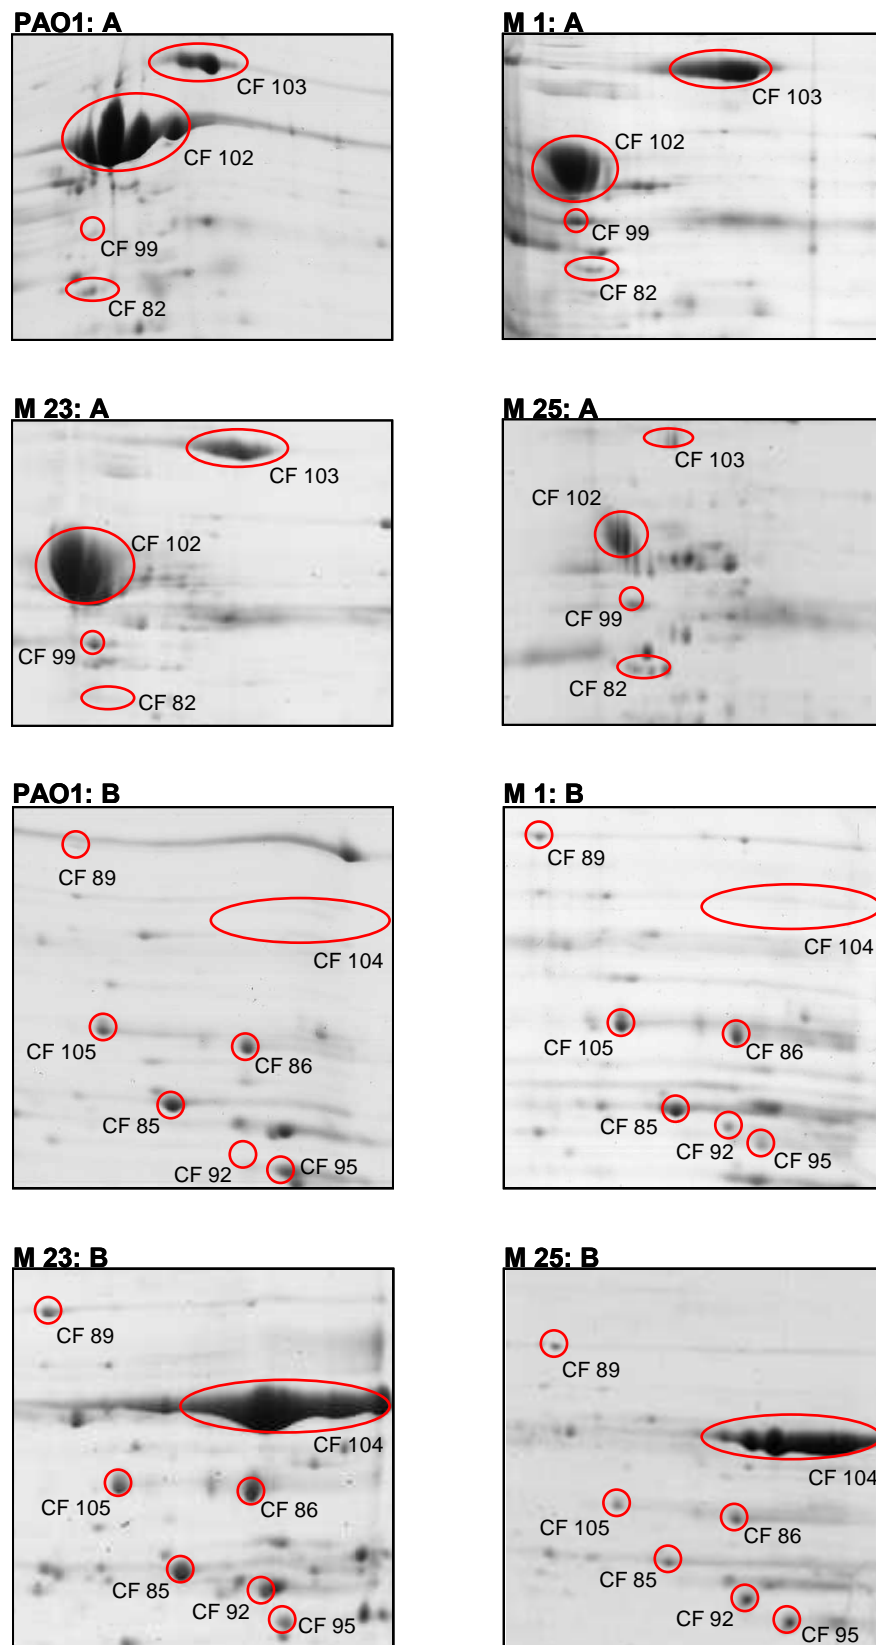 PAO1: A
CF 103
CF 102
CF 99
CF 82
M 1: A
CF 103
CF 102
CF 99
CF 82
M 23: A
CF 103
CF 102
CF 99
CF 82
M 25: A
CF 103
CF 102
CF 99
CF 82
PAO1: B
CF 89
CF 104
CF 105
CF 86
CF 85
CF 92
CF 95
M 1: B
CF 89
CF 104
CF 105
CF 86
CF 85
CF 92
CF 95
M 23: B
CF 89
CF 104
CF 105
CF 86
CF 85
CF 92
CF 95
M 25: B
CF 89
CF 104
CF 105
CF 86
CF 85
CF 92
CF 95